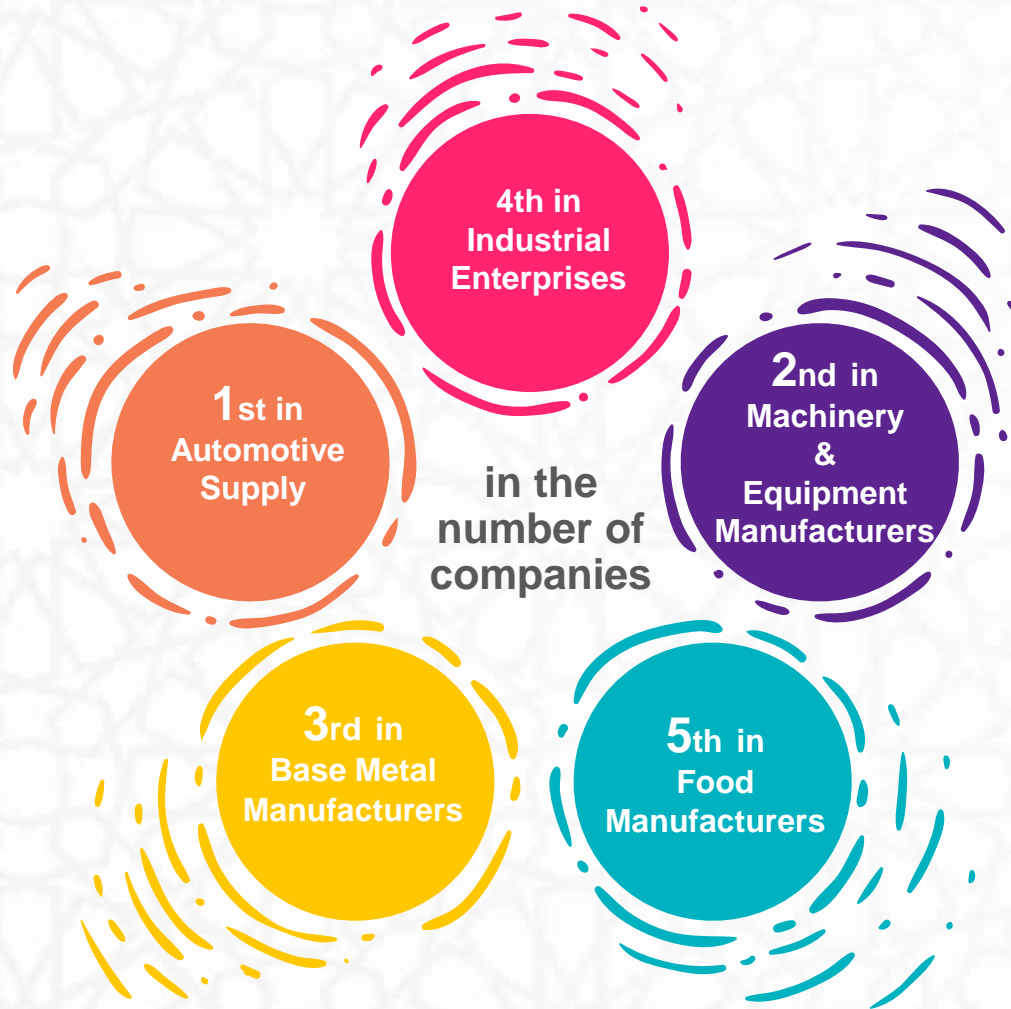 4th in
Industrial
Enterprises
1st in
Automotive
Supply
2nd in
Machinery
&
Equipment
Manufacturers
in the
number of
companies
3rd in
Base Metal
Manufacturers
5th in
Food
Manufacturers